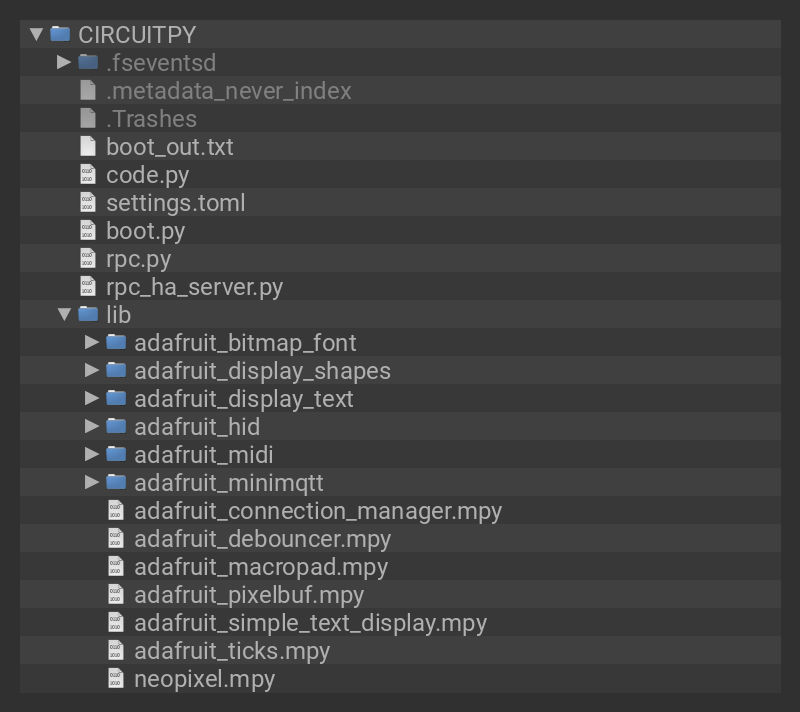 CIRCUITPY
.fseventsd
.metadata_never_index
.Trashes
boot_out.txt
code.py
settings.toml
boot.py
rpc.py
rpc_ha_server.py
lib
adafruit_bitmap_font
adafruit_display_shapes
adafruit_display_text
adafruit_hid
adafruit_midi
adafruit_minimqtt
adafruit_connection_manager.mpy
adafruit_debouncer.mpy
adafruit_macropad.mpy
adafruit_pixelbuf.mpy
adafruit_simple_text_display.mpy
adafruit_ticks.mpy
neopixel.mpy